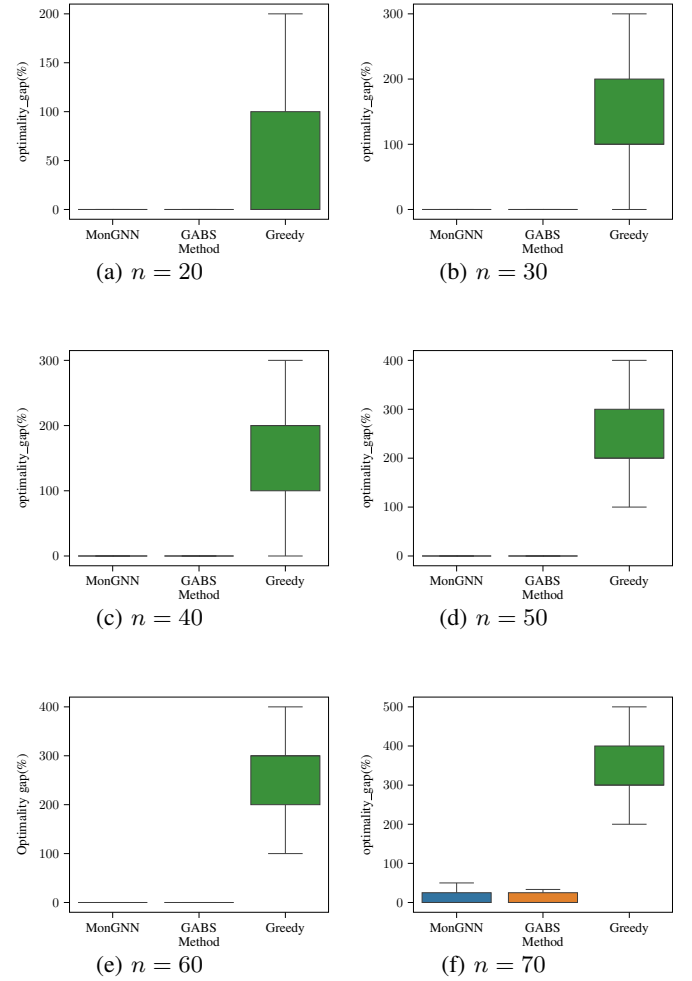 200
150
100
50
0
optimality_gap(%)
MonGNN GABS Greedy
Method
(a) n = 20
300
200
100
0
optimality_gap(%)
MonGNN GABS Greedy
Method
(b) n = 30
300
200
100
0
optimality_gap(%)
MonGNN GABS Greedy
Method
(c) n = 40
400
300
200
100
0
optimality_gap(%)
MonGNN GABS Greedy
Method
(d) n = 50
400
300
200
100
0
Optimality gap(%)
MonGNN GABS Greedy
Method
(e) n = 60
500
400
300
200
100
0
optimality_gap(%)
MonGNN GABS Greedy
Method
(f) n = 70